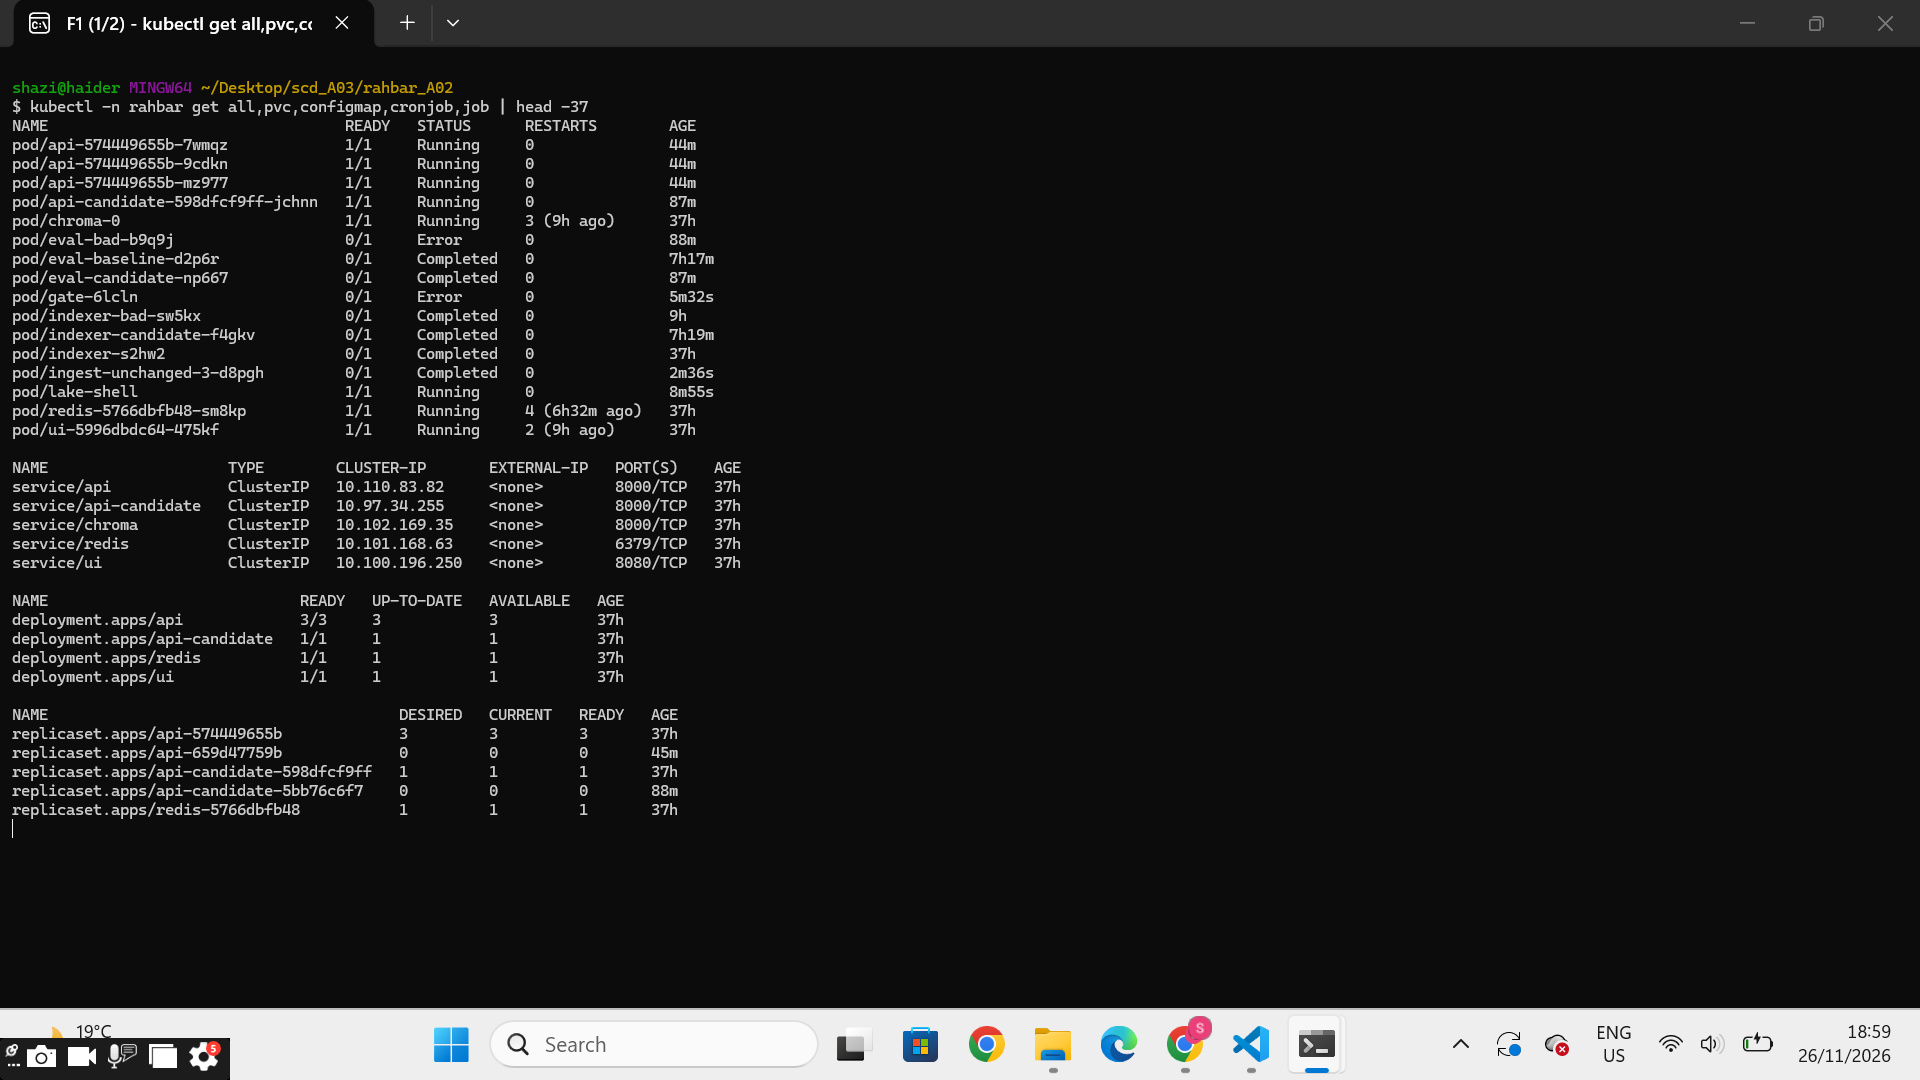 F1 (1/2) - kubectl get all,pvc,cc
shazi@haider MINGW64 ~/Desktop/scd_A03/rahbar_A02
$ kubectl -n rahbar get all,pvc,configmap,cronjob,job | head -37
NAME READY STATUS RESTARTS AGE
pod/api-574449655b-7wmqz 1/1 Running 0 44m
pod/api-574449655b-9cdkn 1/1 Running 0 44m
pod/api-574449655b-mz977 1/1 Running 0 44m
pod/api-candidate-598dfcf9ff-jchnn 1/1 Running 0 87m
pod/chroma-0 1/1 Running 3 (9h ago) 37h
pod/eval-bad-b9q9j 0/1 Error 0 88m
pod/eval-baseline-d2p6r 0/1 Completed 0 7h17m
pod/eval-candidate-np667 0/1 Completed 0 87m
pod/gate-6lcln 0/1 Error 0 5m32s
pod/indexer-bad-sw5kx 0/1 Completed 0 9h
pod/indexer-candidate-f4gkv 0/1 Completed 0 7h19m
pod/indexer-s2hw2 0/1 Completed 0 37h
pod/ingest-unchanged-3-d8pgh 0/1 Completed 0 2m36s
pod/lake-shell 1/1 Running 0 8m55s
pod/redis-5766dbfb48-sm8kp 1/1 Running 4 (6h32m ago) 37h
pod/ui-5996dbdc64-475kf 1/1 Running 2 (9h ago) 37h
NAME TYPE CLUSTER-IP EXTERNAL-IP PORT(S) AGE
service/api ClusterIP 10.110.83.82 <none> 8000/TCP 37h
service/api-candidate ClusterIP 10.97.34.255 <none> 8000/TCP 37h
service/chroma ClusterIP 10.102.169.35 <none> 8000/TCP 37h
service/redis ClusterIP 10.101.168.63 <none> 6379/TCP 37h
service/ui ClusterIP 10.100.196.250 <none> 8080/TCP 37h
NAME READY UP-TO-DATE AVAILABLE AGE
deployment.apps/api 3/3 3 3 37h
deployment.apps/api-candidate 1/1 1 1 37h
deployment.apps/redis 1/1 1 1 37h
deployment.apps/ui 1/1 1 1 37h
NAME DESIRED CURRENT READY AGE
replicaset.apps/api-574449655b 3 3 3 37h
replicaset.apps/api-659d47759b 0 0 0 45m
replicaset.apps/api-candidate-598dfcf9ff 1 1 1 37h
replicaset.apps/api-candidate-5bb76c6f7 0 0 0 88m
replicaset.apps/redis-5766dbfb48 1 1 1 37h
19°C
5
Search
S
ENG
US
18:59
26/11/2026